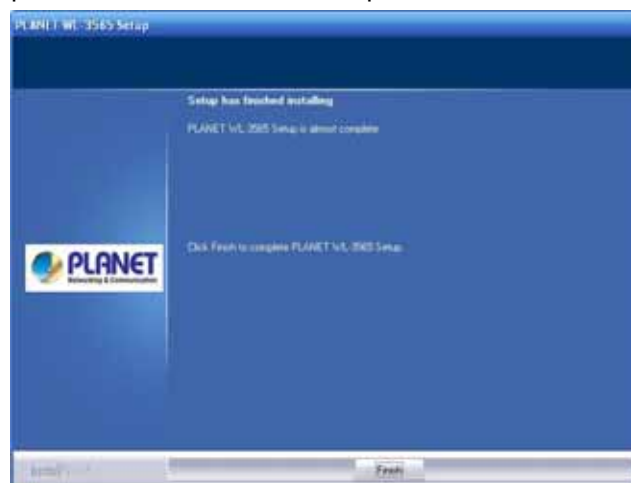 PLANET WL-3565 Setup
Setup has finished installing
PLANET WL-3565 Setup is almost complete
Click Finish to complete PLANET WL-3565 Setup.
PLANET
Networking & Communication
Finish